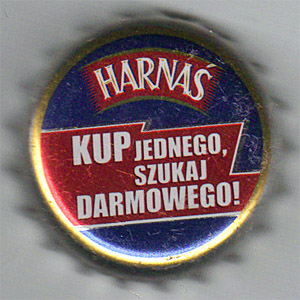 HARNAŚ
KUP JEDNEGO,
SZUKAJ
DARMOWEGO!